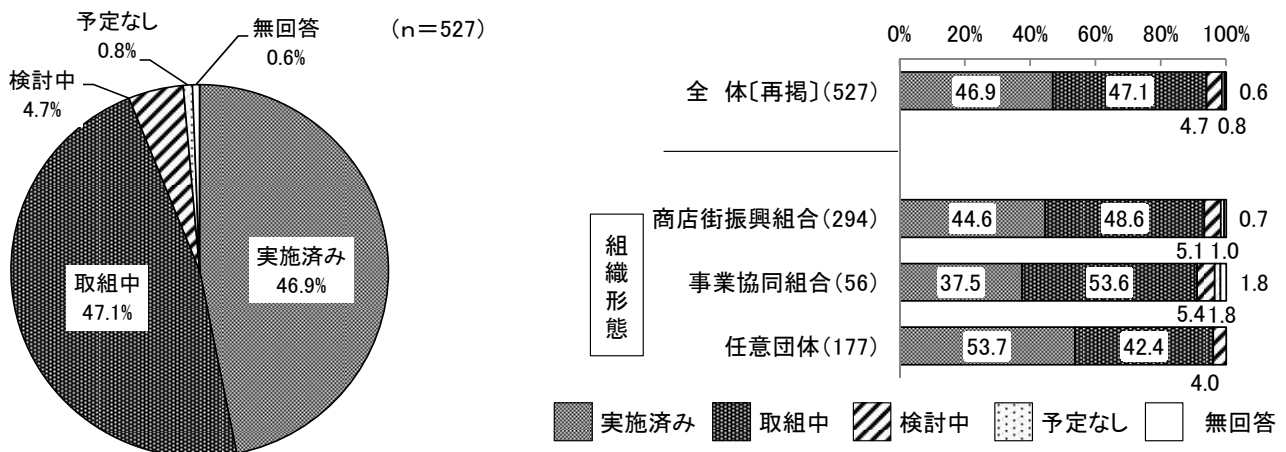 予定なし
0.8%
無回答
0.6%
(n=527)
検討中
4.7%
取組中
47.1%
実施済み
46.9%
0% 20% 40% 60% 80% 100%
全 体〔再掲〕(527) 46.9 47.1 0.6
4.7 0.8
組織形態
商店街振興組合(294) 44.6 48.6 0.7
5.1 1.0
事業協同組合(56) 37.5 53.6 1.8
5.4 1.8
任意団体(177) 53.7 42.4
4.0
実施済み 取組中 検討中 予定なし 無回答